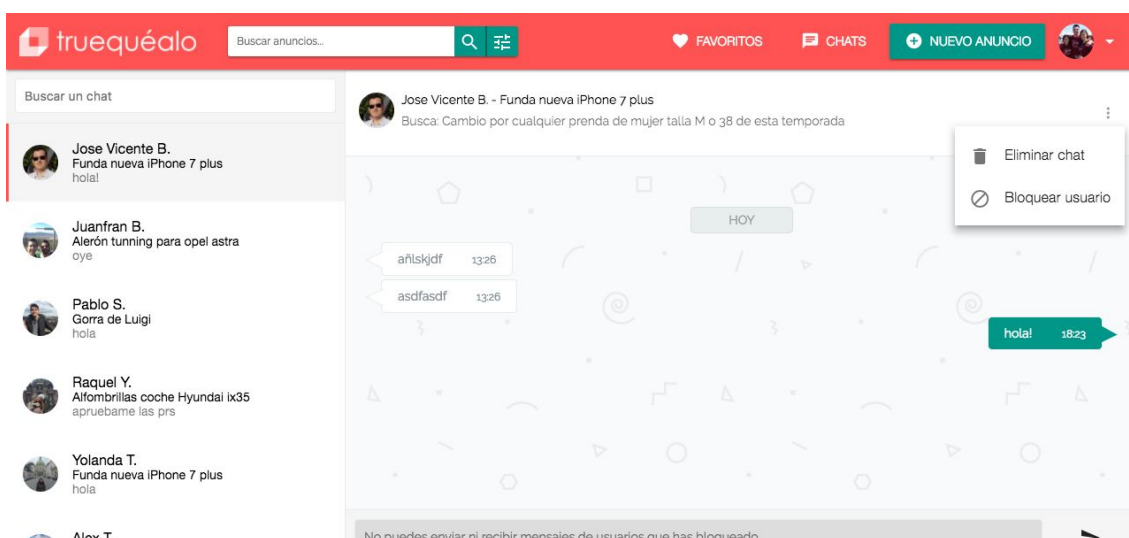 truequéalo
Buscar anuncios...
FAVORITOS
CHATS
NUEVO ANUNCIO
Buscar un chat
Jose Vicente B.
Funda nueva iPhone 7 plus
hola!
Juanfran B.
Alerón tunning para opel astra
oye
Pablo S.
Gorra de Luigi
hola
Raquel Y.
Alfombrillas coche Hyundai ix35
apruebame las prs
Yolanda T.
Funda nueva iPhone 7 plus
hola
Alex T.
Jose Vicente B. - Funda nueva iPhone 7 plus
Busca: Cambio por cualquier prenda de mujer talla M o 38 de esta temporada
Eliminar chat
Bloquear usuario
HOY
añlskjdf 13:26
asdfasdf 13:26
hola! 18:23
No puedes enviar ni recibir mensajes de usuarios que has bloqueado